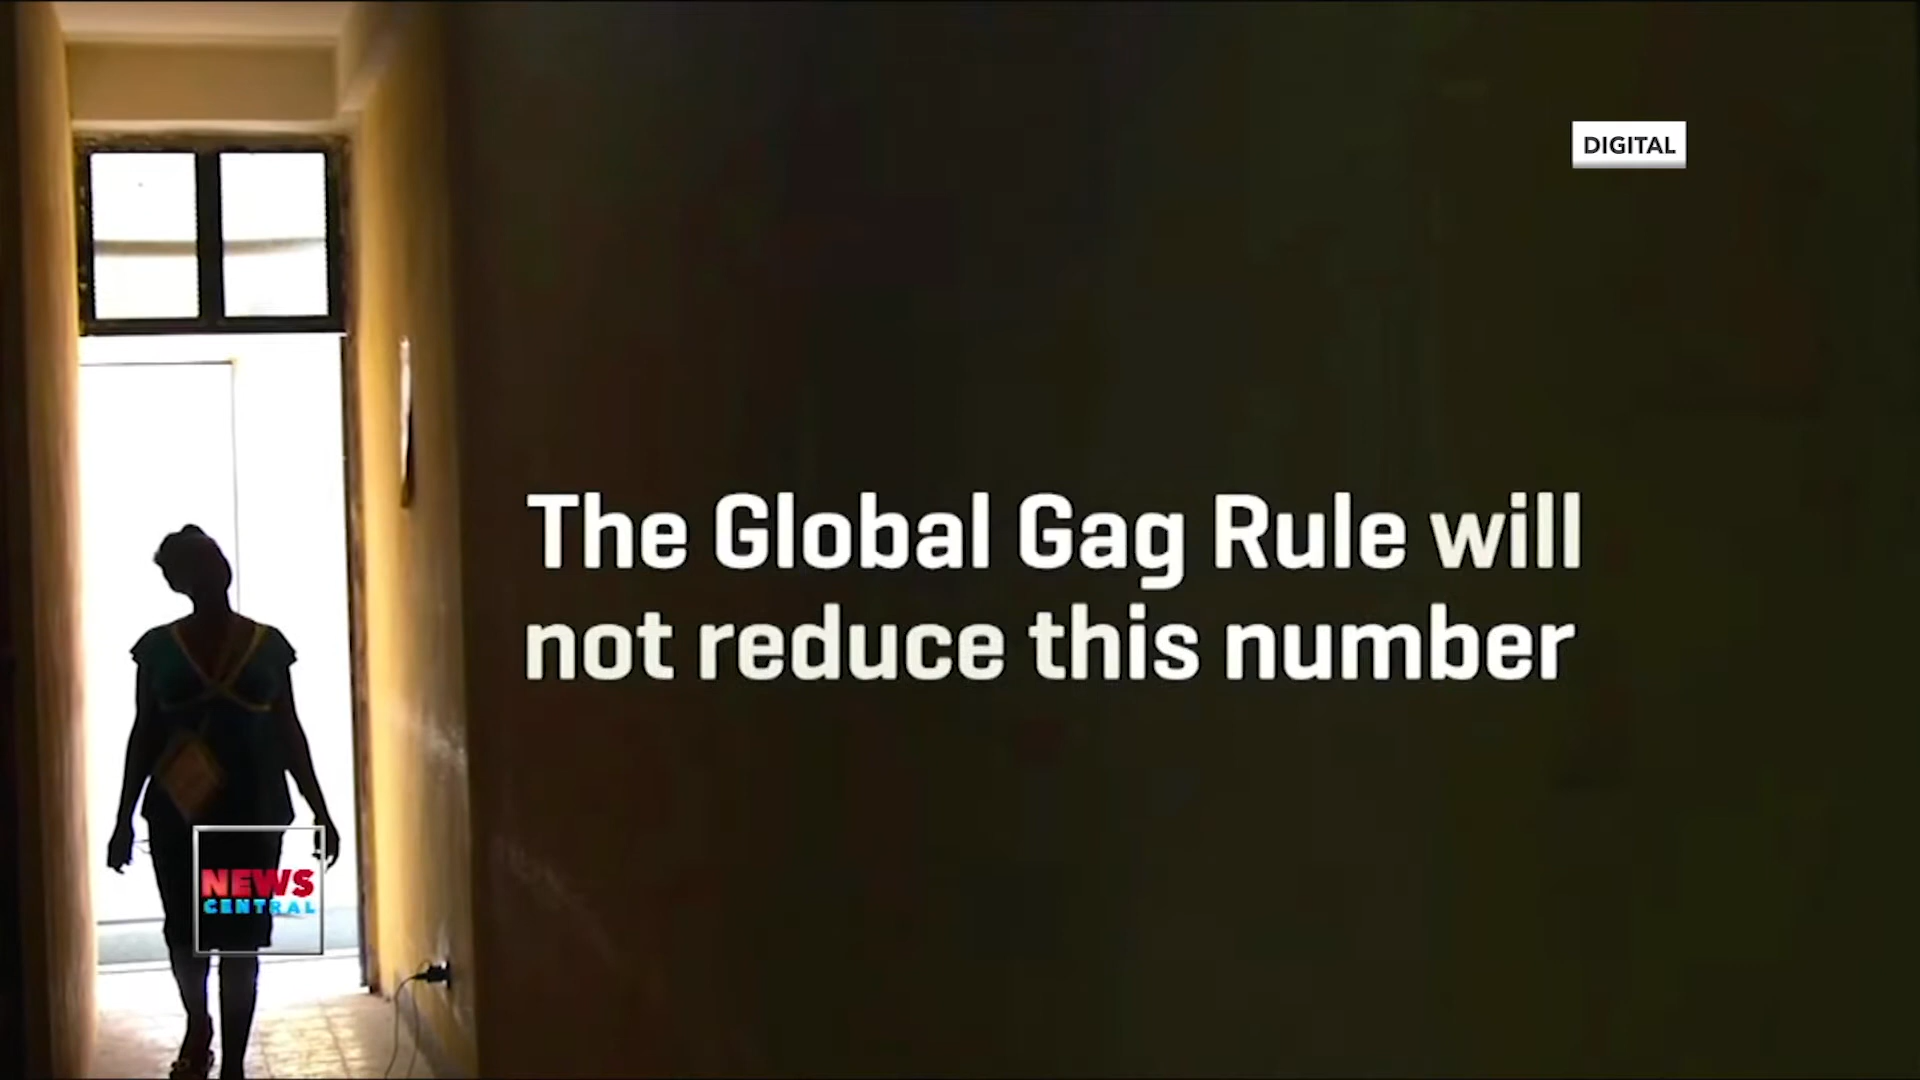 DIGITAL
The Global Gag Rule will
not reduce this number
NEWS
CENTRAL